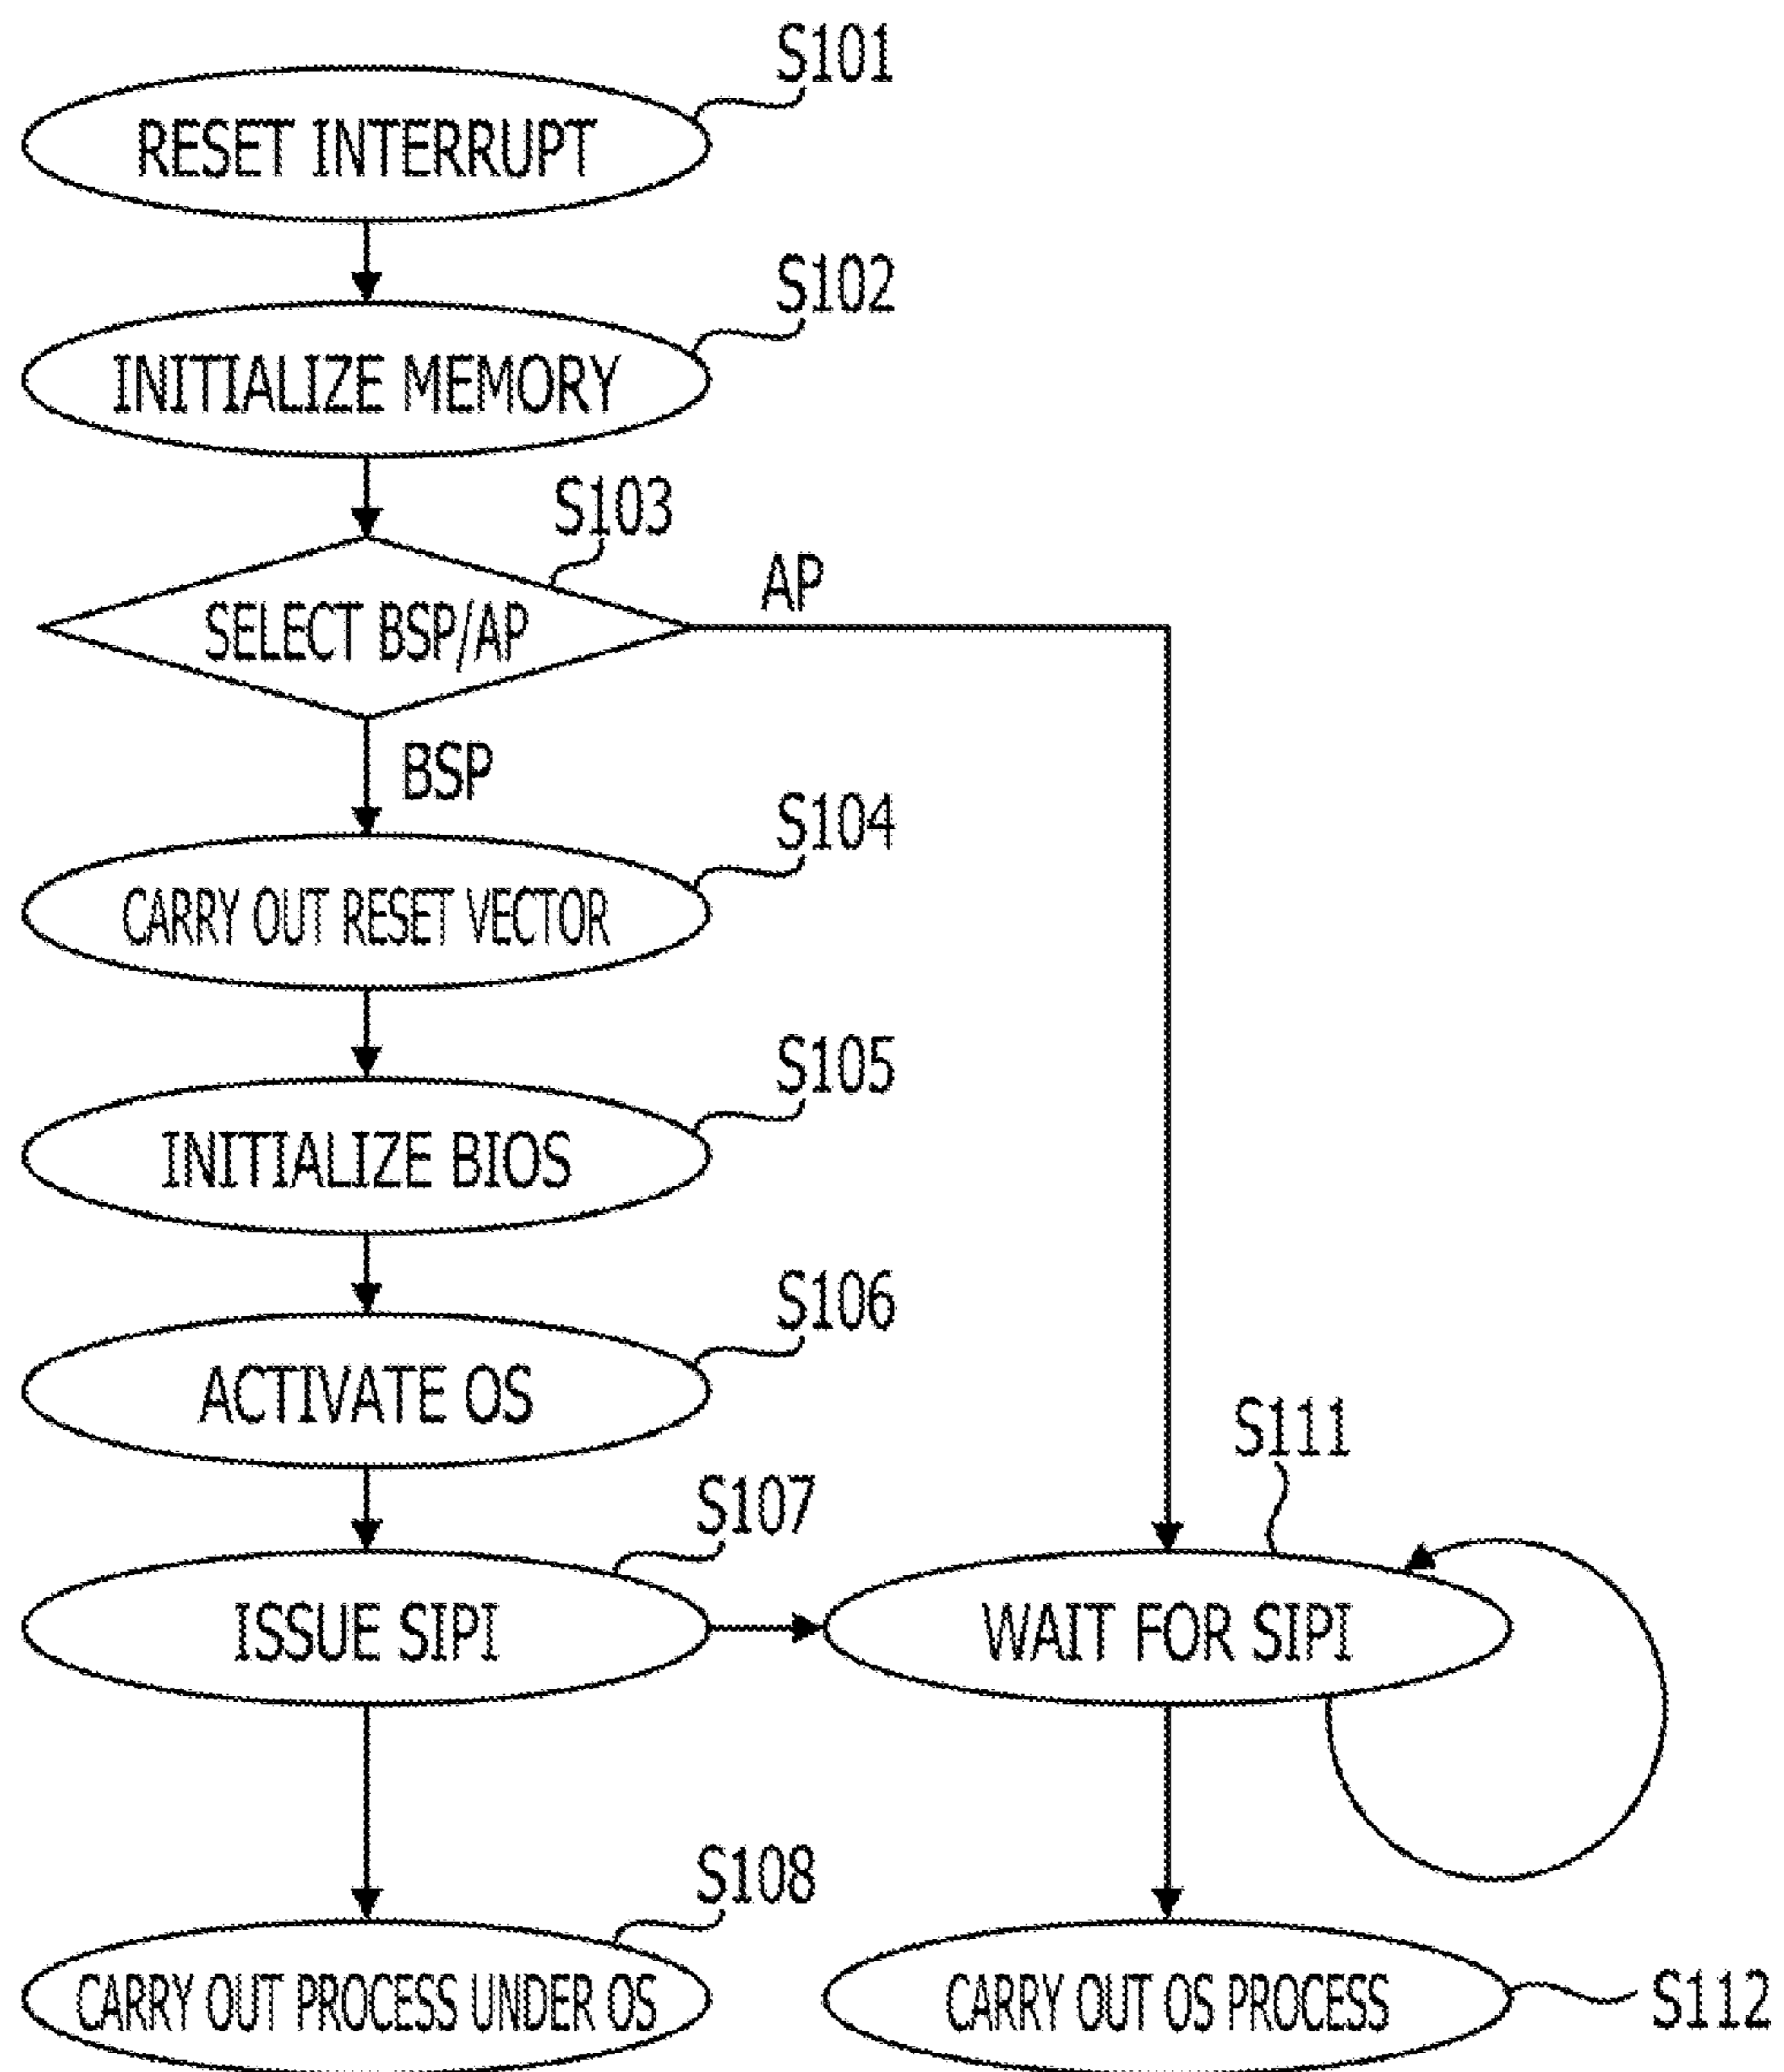 S101
RESET INTERRUPT
S102
INITIALIZE MEMORY
S103
AP
SELECT BSP/AP
BSP
S104
CARRY OUT RESET VECTOR
S105
INITIALIZE BIOS
S106
ACTIVATE OS
S107
S111
ISSUE SIPI
WAIT FOR SIPI
S108
CARRY OUT PROCESS UNDER OS
CARRY OUT OS PROCESS
S112